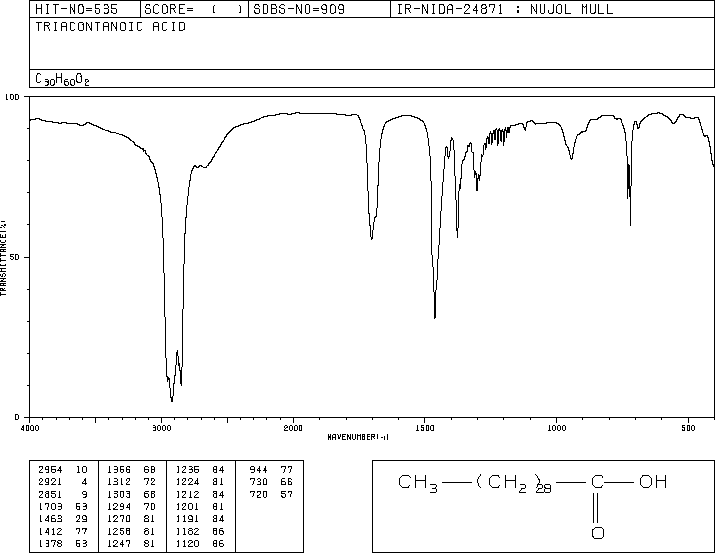 HIT-NO=535 SCORE= ( ) SDBS-NO=909 IR-NIDA-24871 : NUJOL MULL
TRIACONTANOIC ACID
C30H60O2
100
50
0
TRANSMITTANCE(%)
4000 3000 2000 1500 1000 500
WAVENUMBER(-1)
2954 10 1366 68 1236 84 944 77
2921 4 1312 72 1224 81 730 66
2851 9 1303 68 1212 84 720 57
1703 53 1294 70 1201 81
1463 29 1270 81 1191 84
1412 77 1258 81 1182 86
1378 53 1247 81 1120 86
CH3 (CH2)28 C OH
O